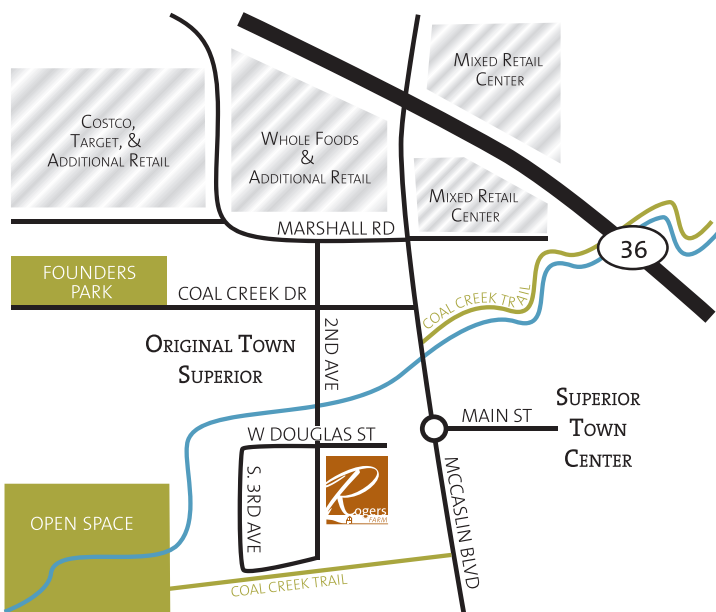 Mixed Retail
Center
Costco,
Target, &
Additional Retail
Whole Foods
&
Additional Retail
Mixed Retail
Center
MARSHALL RD
36
FOUNDERS
PARK
COAL CREEK DR
COAL CREEK TRAIL
2ND AVE
Original Town
Superior
Superior
Town
Center
MAIN ST
W DOUGLAS ST
S. 3RD AVE
Rogers
FARM
MCCASLIN BLVD
OPEN SPACE
COAL CREEK TRAIL